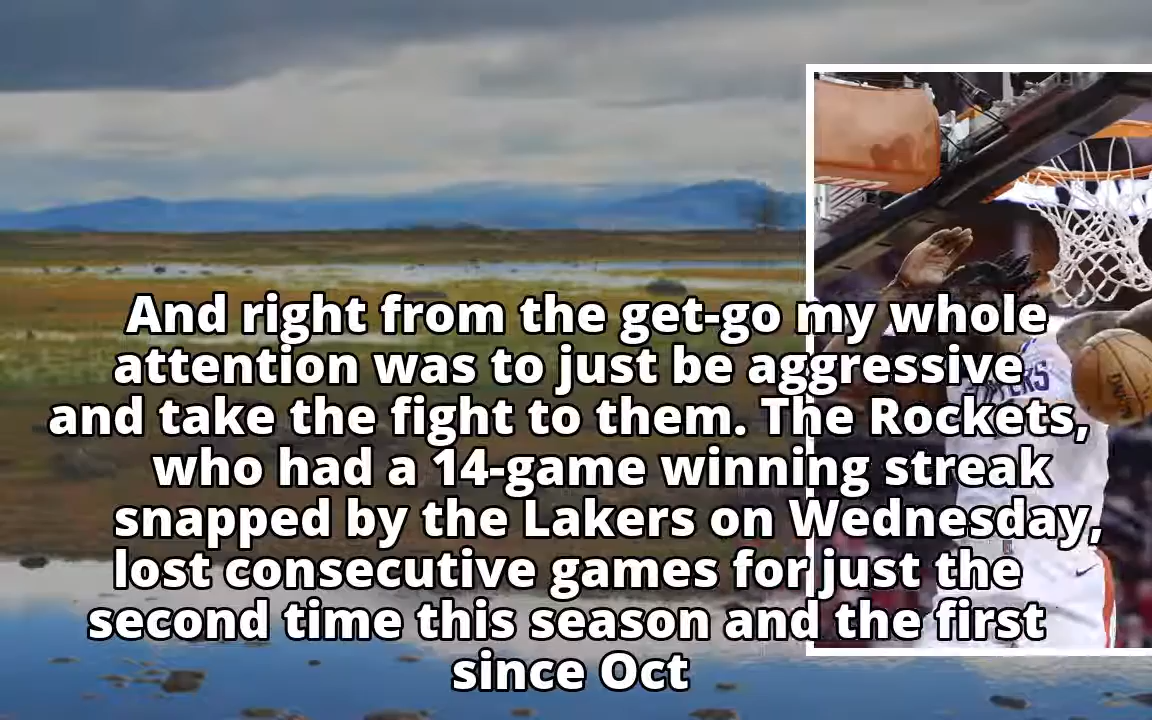 And right from the get-go my whole
attention was to just be aggressive
and take the fight to them. The Rockets,
who had a 14-game winning streak
snapped by the Lakers on Wednesday,
lost consecutive games for just the
second time this season and the first
since Oct